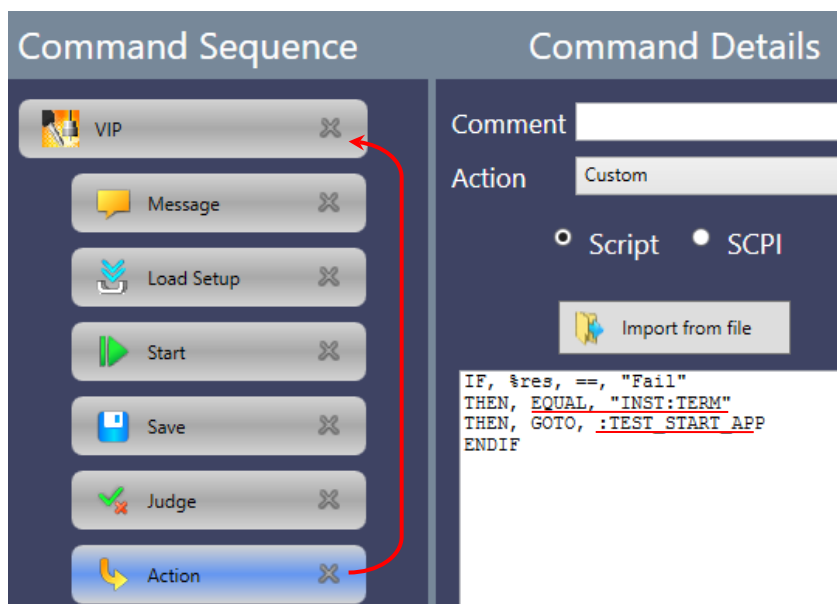 Command Sequence
Command Details
VIP
Message
Load Setup
Start
Save
Judge
Action
Comment
Action
Custom
Script
SCPI
Import from file
IF, %res, ==, "Fail"
THEN, EQUAL, "INST:TERM"
THEN, GOTO, :TEST_START_APP
ENDIF